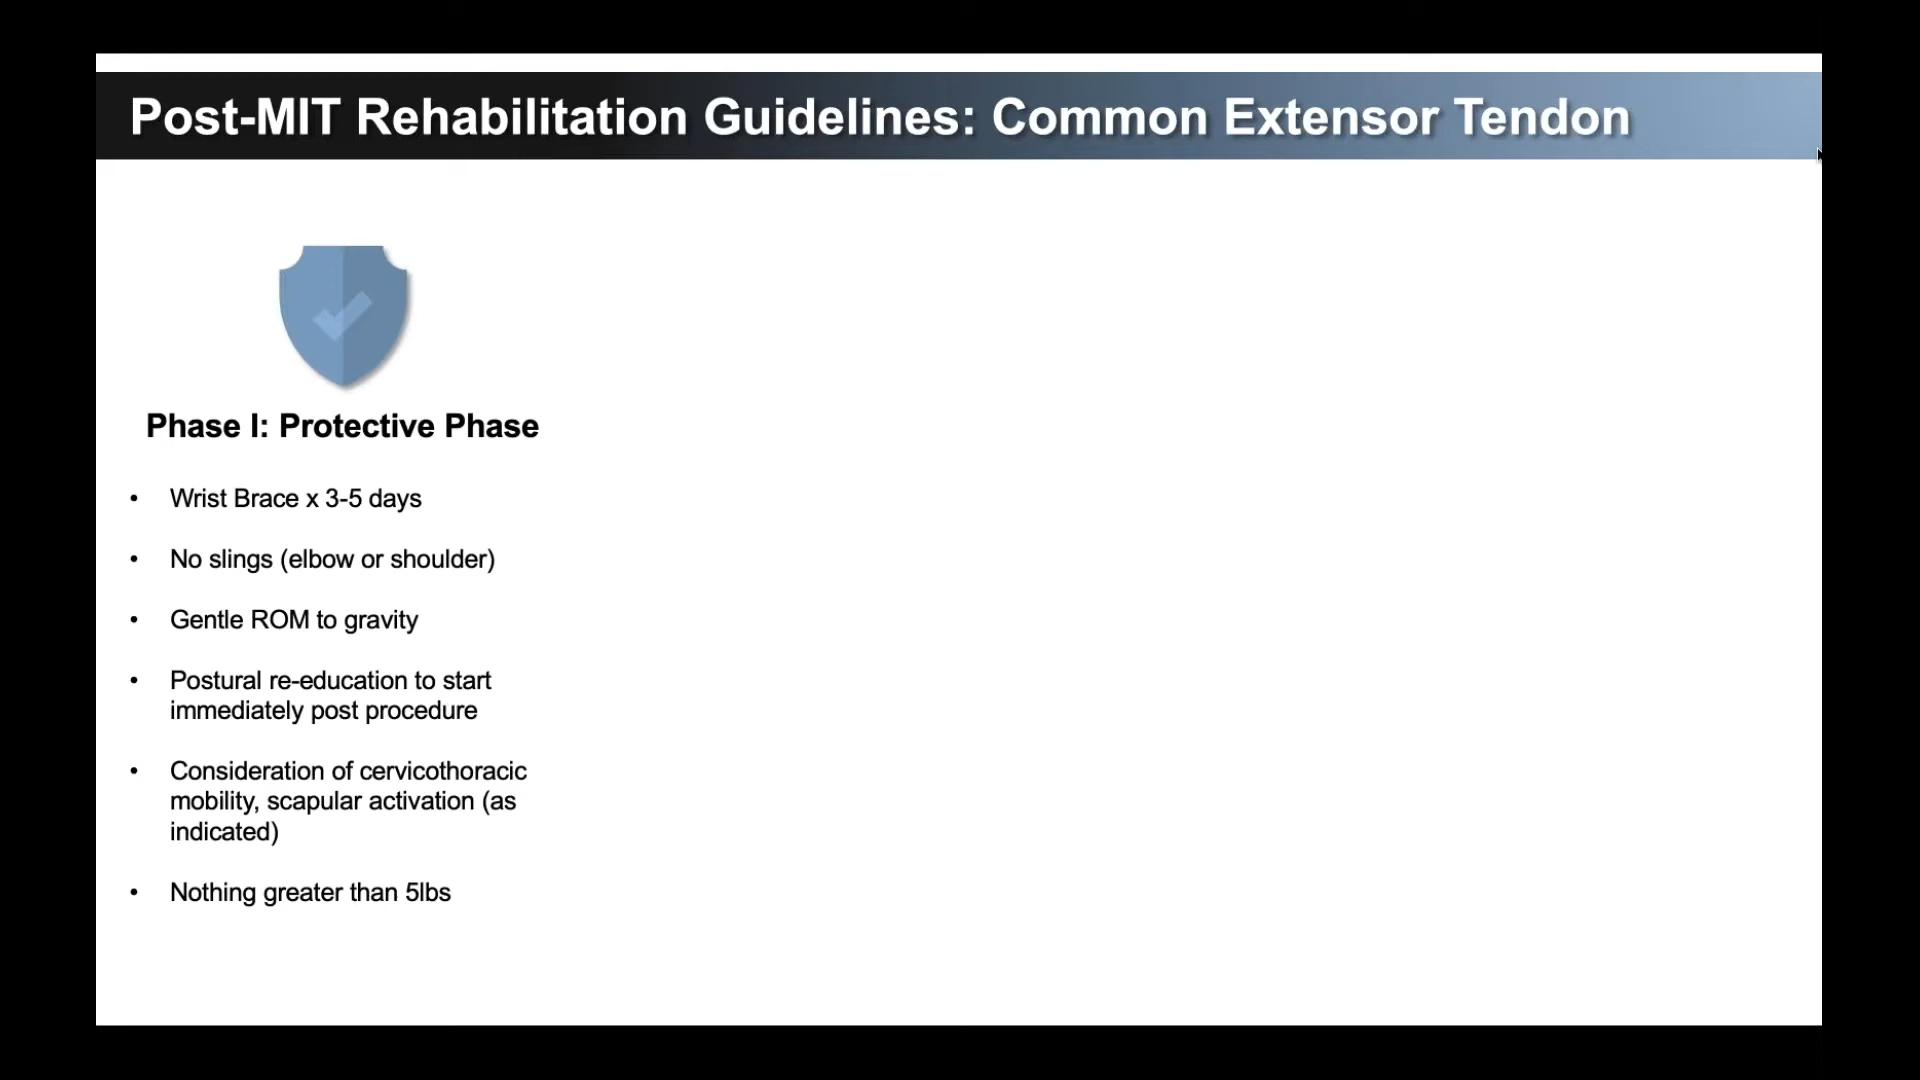 Post-MIT Rehabilitation Guidelines: Common Extensor Tendon
Phase I: Protective Phase
• Wrist Brace x 3-5 days
• No slings (elbow or shoulder)
• Gentle ROM to gravity
• Postural re-education to start
immediately post procedure
• Consideration of cervicothoracic
mobility, scapular activation (as
indicated)
• Nothing greater than 5lbs